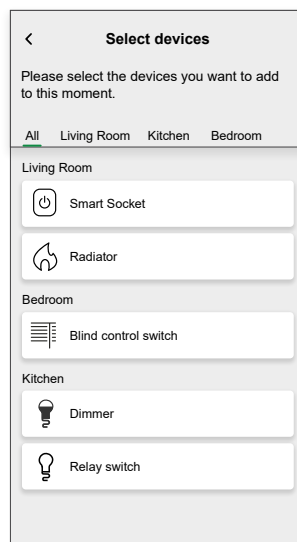 Select devices
Please select the devices you want to add
to this moment.
All Living Room Kitchen Bedroom
Living Room
Smart Socket
Radiator
Bedroom
Blind control switch
Kitchen
Dimmer
Relay switch